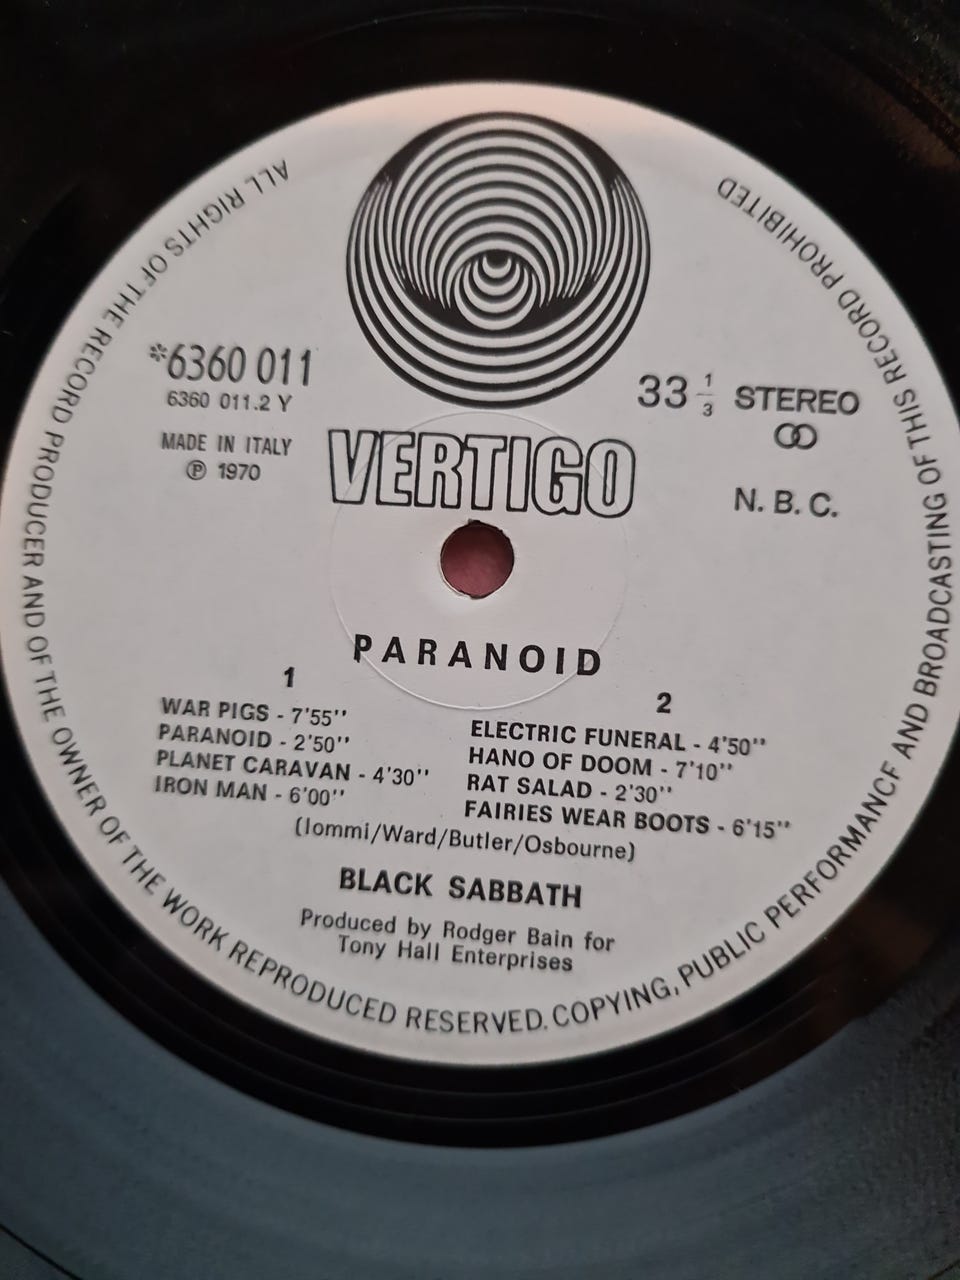 ALL RIGHTS OF THE RECORD PRODUCER AND OF THE OWNER OF THE WORK REPRODUCED RESERVED. COPYING, PUBLIC PERFORMANCE AND BROADCASTING OF THIS RECORD PROHIBITED
*6360 011
6360 011.2 Y
MADE IN ITALY
℗ 1970
33 1/3 STEREO
N. B. C.
VERTIGO
PARANOID
1
WAR PIGS - 7'55''
PARANOID - 2'50''
PLANET CARAVAN - 4'30''
IRON MAN - 6'00''
2
ELECTRIC FUNERAL - 4'50''
HANO OF DOOM - 7'10''
RAT SALAD - 2'30''
FAIRIES WEAR BOOTS - 6'15''
(Iommi/Ward/Butler/Osbourne)
BLACK SABBATH
Produced by Rodger Bain for
Tony Hall Enterprises